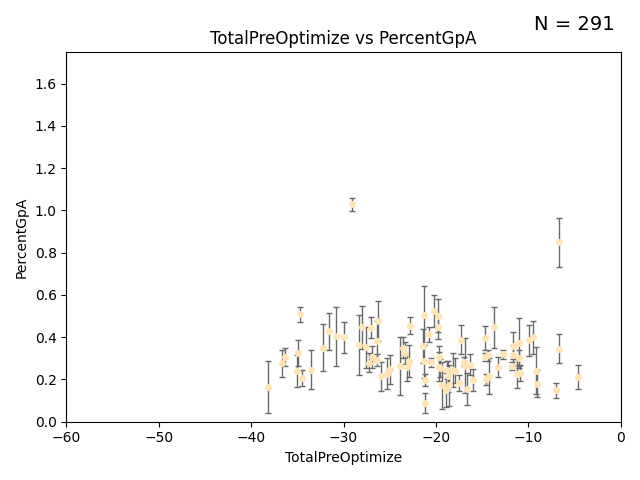 N = 291
TotalPreOptimize vs PercentGpA
PercentGpA
1.6
1.4
1.2
1.0
0.8
0.6
0.4
0.2
0.0
−60 −50 −40 −30 −20 −10 0
TotalPreOptimize